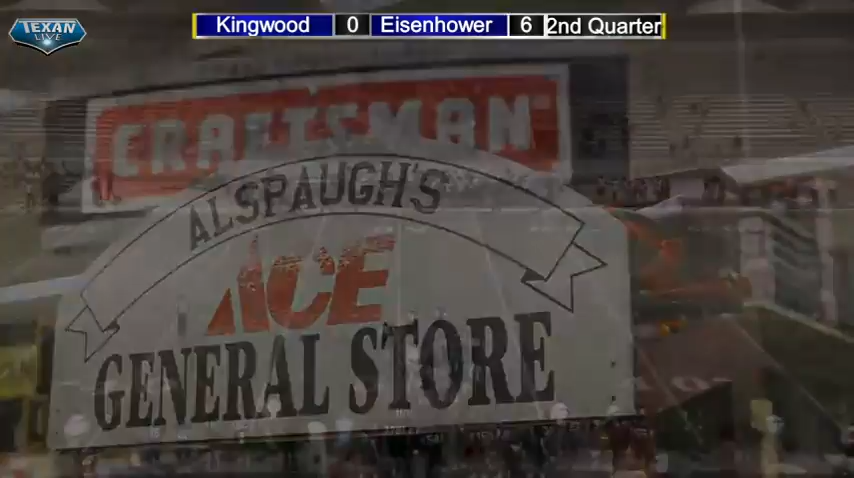 TEXAN
LIVE
Kingwood 0 Eisenhower 6 2nd Quarter
CRAFTSMAN
ALSPAUGH'S
ACE
GENERAL STORE